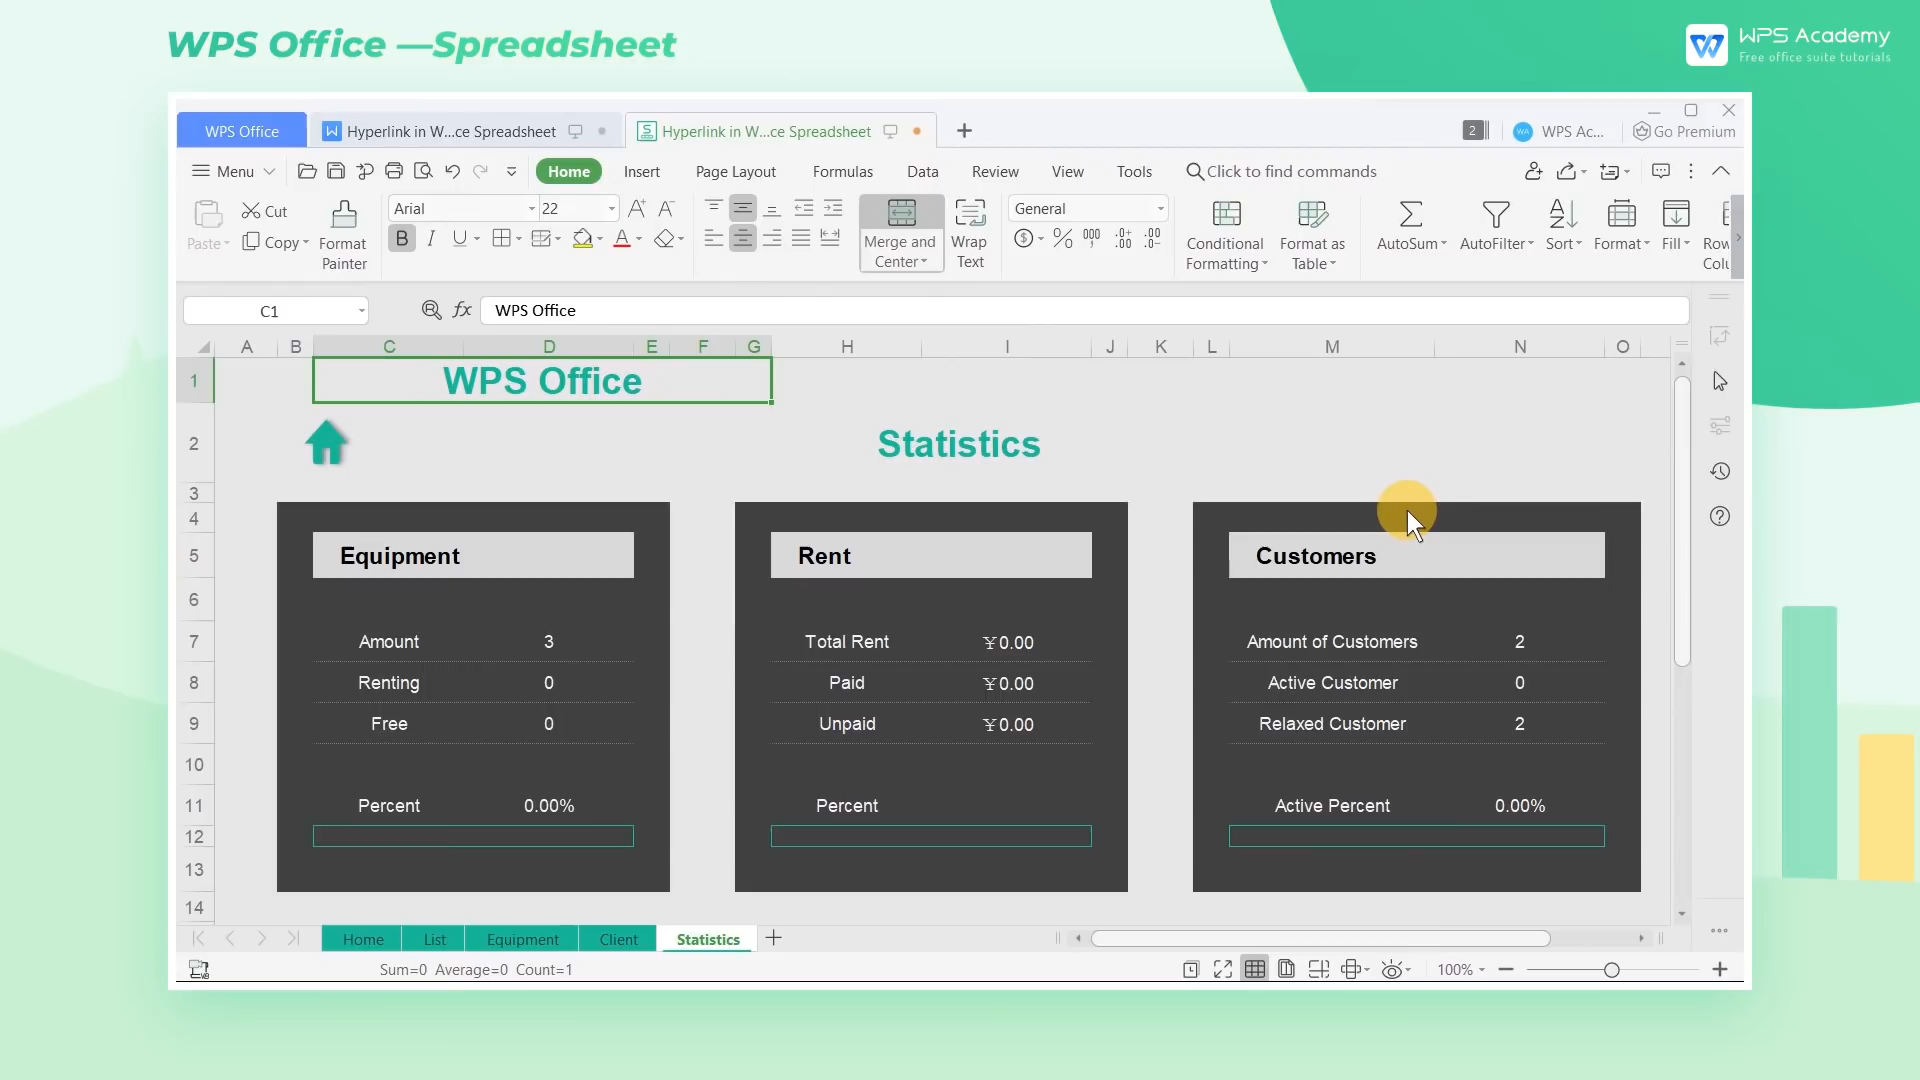 WPS Office —Spreadsheet
WPS Academy
Free office suite tutorials
WPS Office
Hyperlink in W...ce Spreadsheet
Hyperlink in W...ce Spreadsheet
2
WPS Ac...
Go Premium
Menu
Home
Insert
Page Layout
Formulas
Data
Review
View
Tools
Click to find commands
Paste
Cut
Copy
Format Painter
Arial
22
Merge and Center
Wrap Text
General
Conditional Formatting
Format as Table
AutoSum
AutoFilter
Sort
Format
Fill
C1
WPS Office
A B C D E F G H I J K L M N O
1 WPS Office
2 Statistics
3
4
5 Equipment Rent Customers
6
7 Amount 3 Total Rent ￥0.00 Amount of Customers 2
8 Renting 0 Paid ￥0.00 Active Customer 0
9 Free 0 Unpaid ￥0.00 Relaxed Customer 2
10
11 Percent 0.00% Percent Active Percent 0.00%
12
13
14
Home List Equipment Client Statistics
Sum=0 Average=0 Count=1
100%